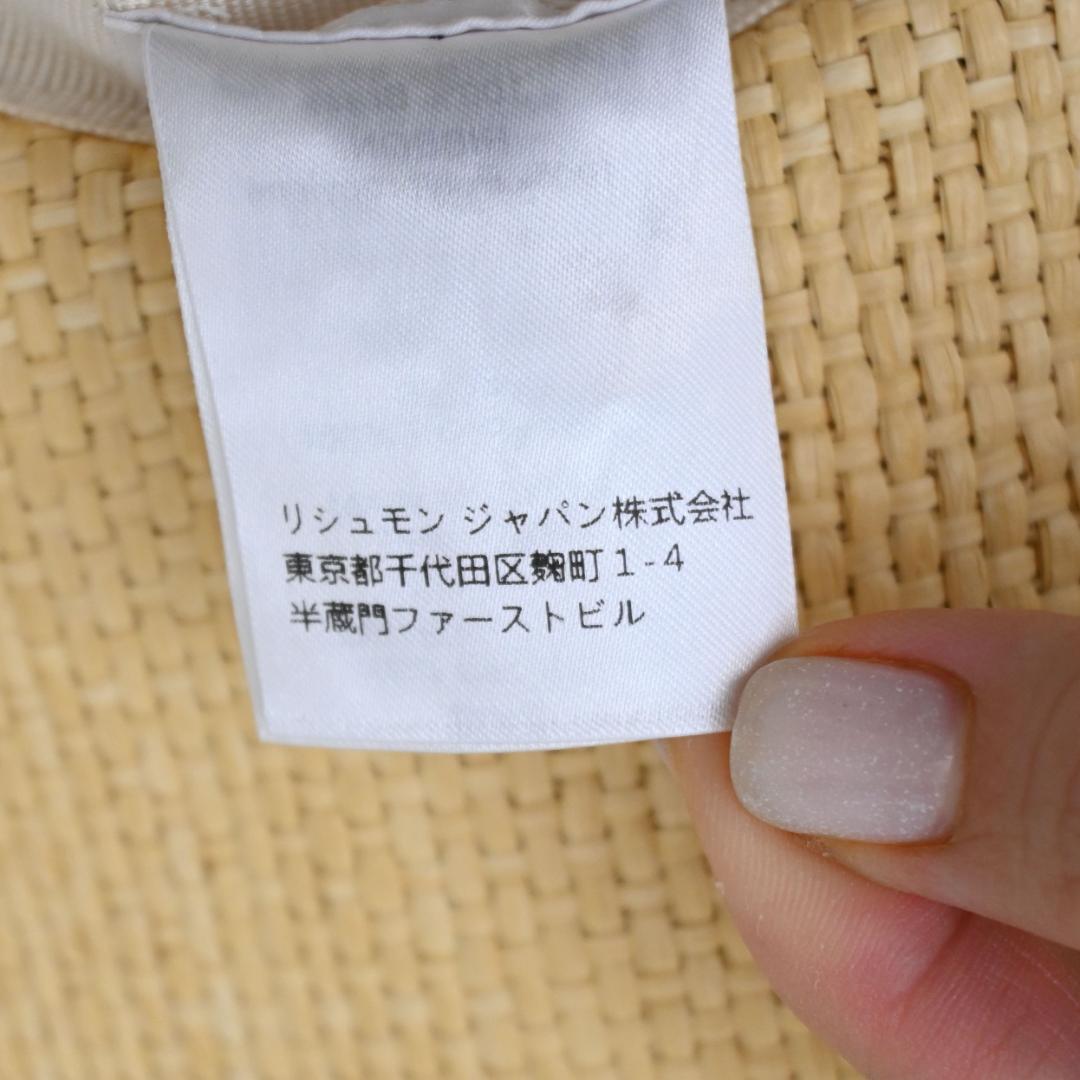 リシュモン ジャパン株式会社
東京都千代田区麴町1-4
半蔵門ファーストビル